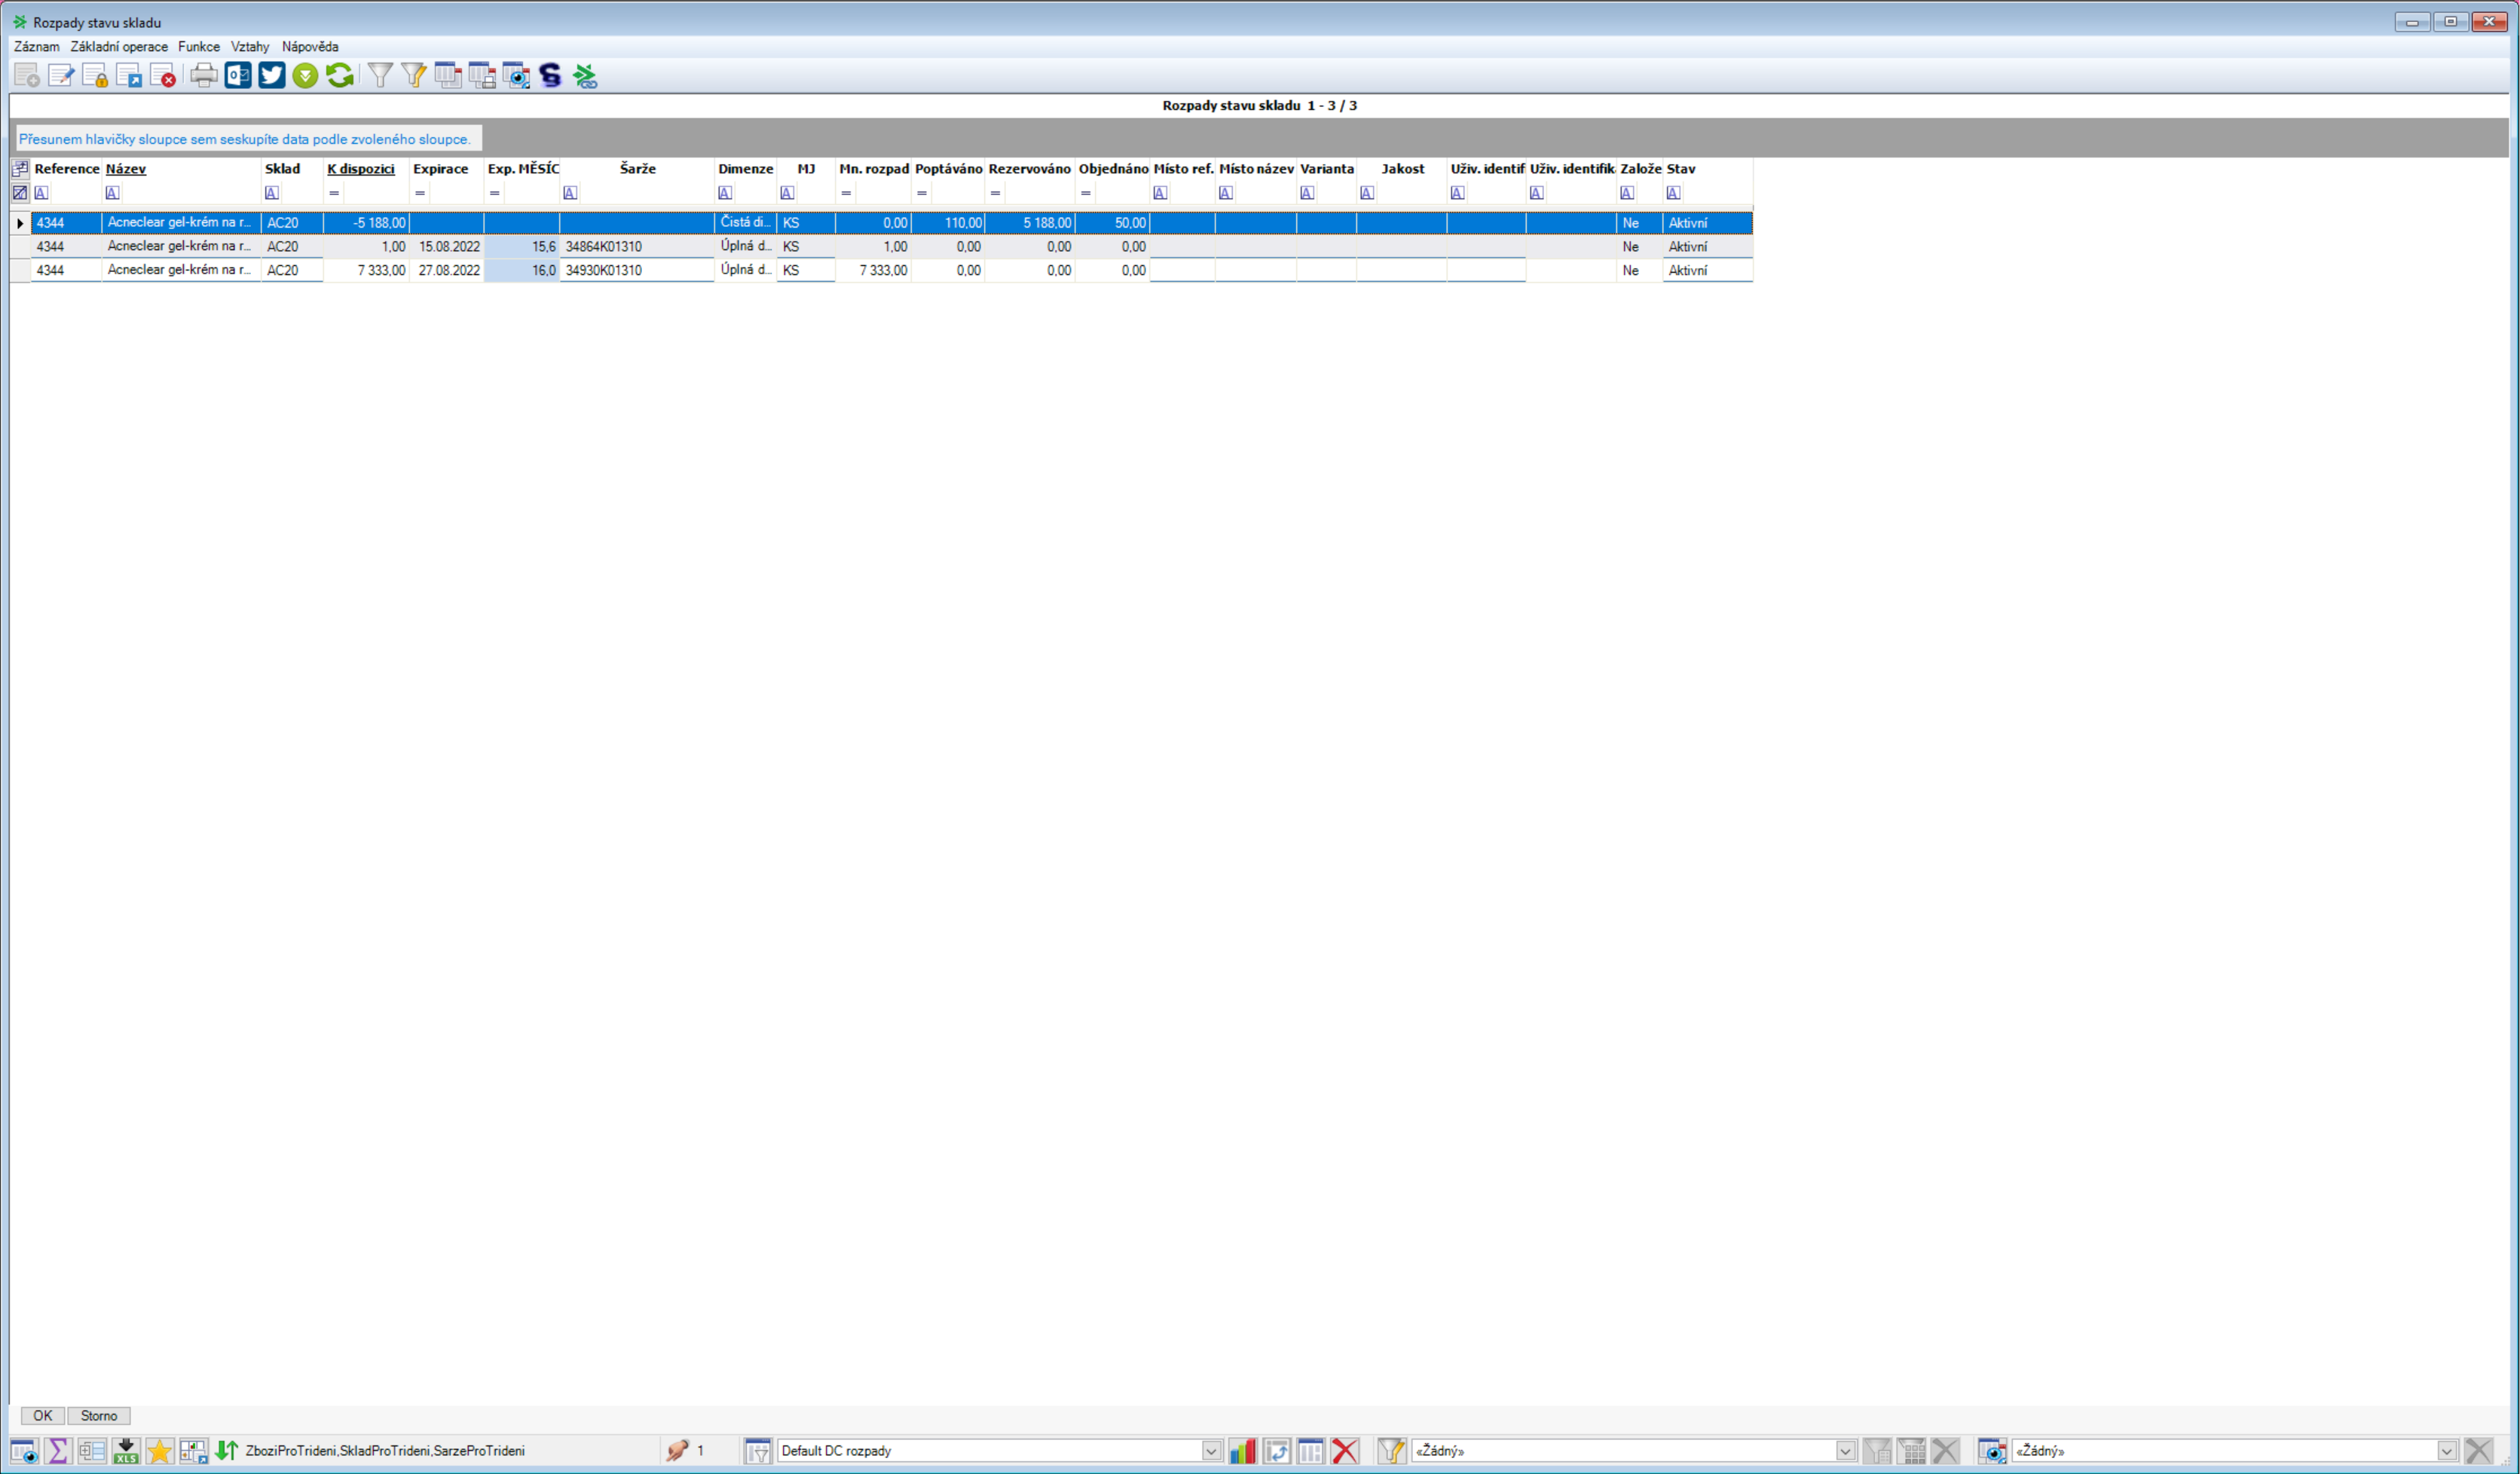 Rozpady stavu skladu
Záznam Základní operace Funkce Vztahy Nápověda
Rozpady stavu skladu 1 - 3 / 3
Přesunem hlavičky sloupce sem seskupíte data podle zvoleného sloupce.
Reference Název Sklad K dispozici Expirace Exp. MĚSÍC Šarže Dimenze MJ Mn. rozpad Poptáváno Rezervováno Objednáno Místo ref. Místo název Varianta Jakost Uživ. identif Uživ. identifik Založe Stav
4344 Acneclear gel-krém na r... AC20 -5 188,00 Čistá di... KS 0,00 110,00 5 188,00 50,00 Ne Aktivní
4344 Acneclear gel-krém na r... AC20 1,00 15.08.2022 15,6 34864K01310 Úplná d... KS 1,00 0,00 0,00 0,00 Ne Aktivní
4344 Acneclear gel-krém na r... AC20 7 333,00 27.08.2022 16,0 34930K01310 Úplná d... KS 7 333,00 0,00 0,00 0,00 Ne Aktivní
OK Storno
XLS ZboziProTrideni,SkladProTrideni,SarzeProTrideni 1 Default DC rozpady «Žádný» «Žádný»